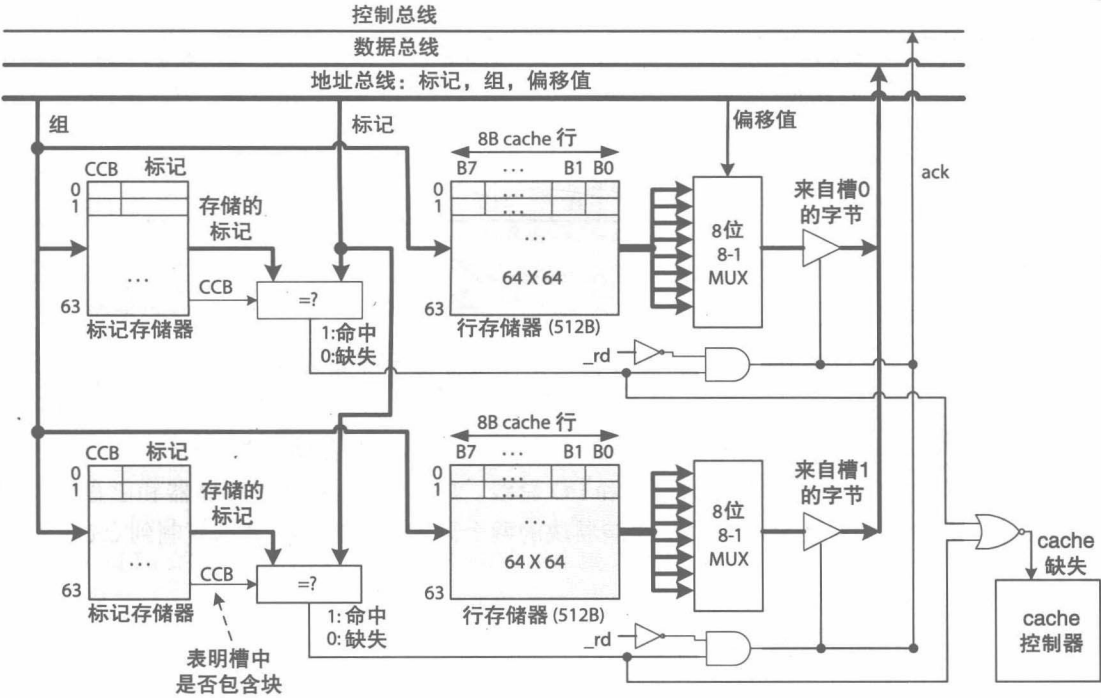 控制总线
数据总线
地址总线：标记，组，偏移值
组
标记
偏移值
8B cache 行
CCB 标记
B7 ... B1 B0
0
1
...
63
存储的
标记
CCB
标记存储器
=?
1:命中
0:缺失
0
1
...
...
...
64 X 64
63
行存储器 (512B)
8位
8-1
MUX
来自槽0
的字节
ack
_rd
8B cache 行
CCB 标记
B7 ... B1 B0
0
1
...
63
存储的
标记
CCB
标记存储器
=?
1: 命中
0: 缺失
0
1
...
...
...
64 X 64
63
行存储器 (512B)
8位
8-1
MUX
来自槽1
的字节
_rd
cache
缺失
cache
控制器
表明槽中
是否包含块